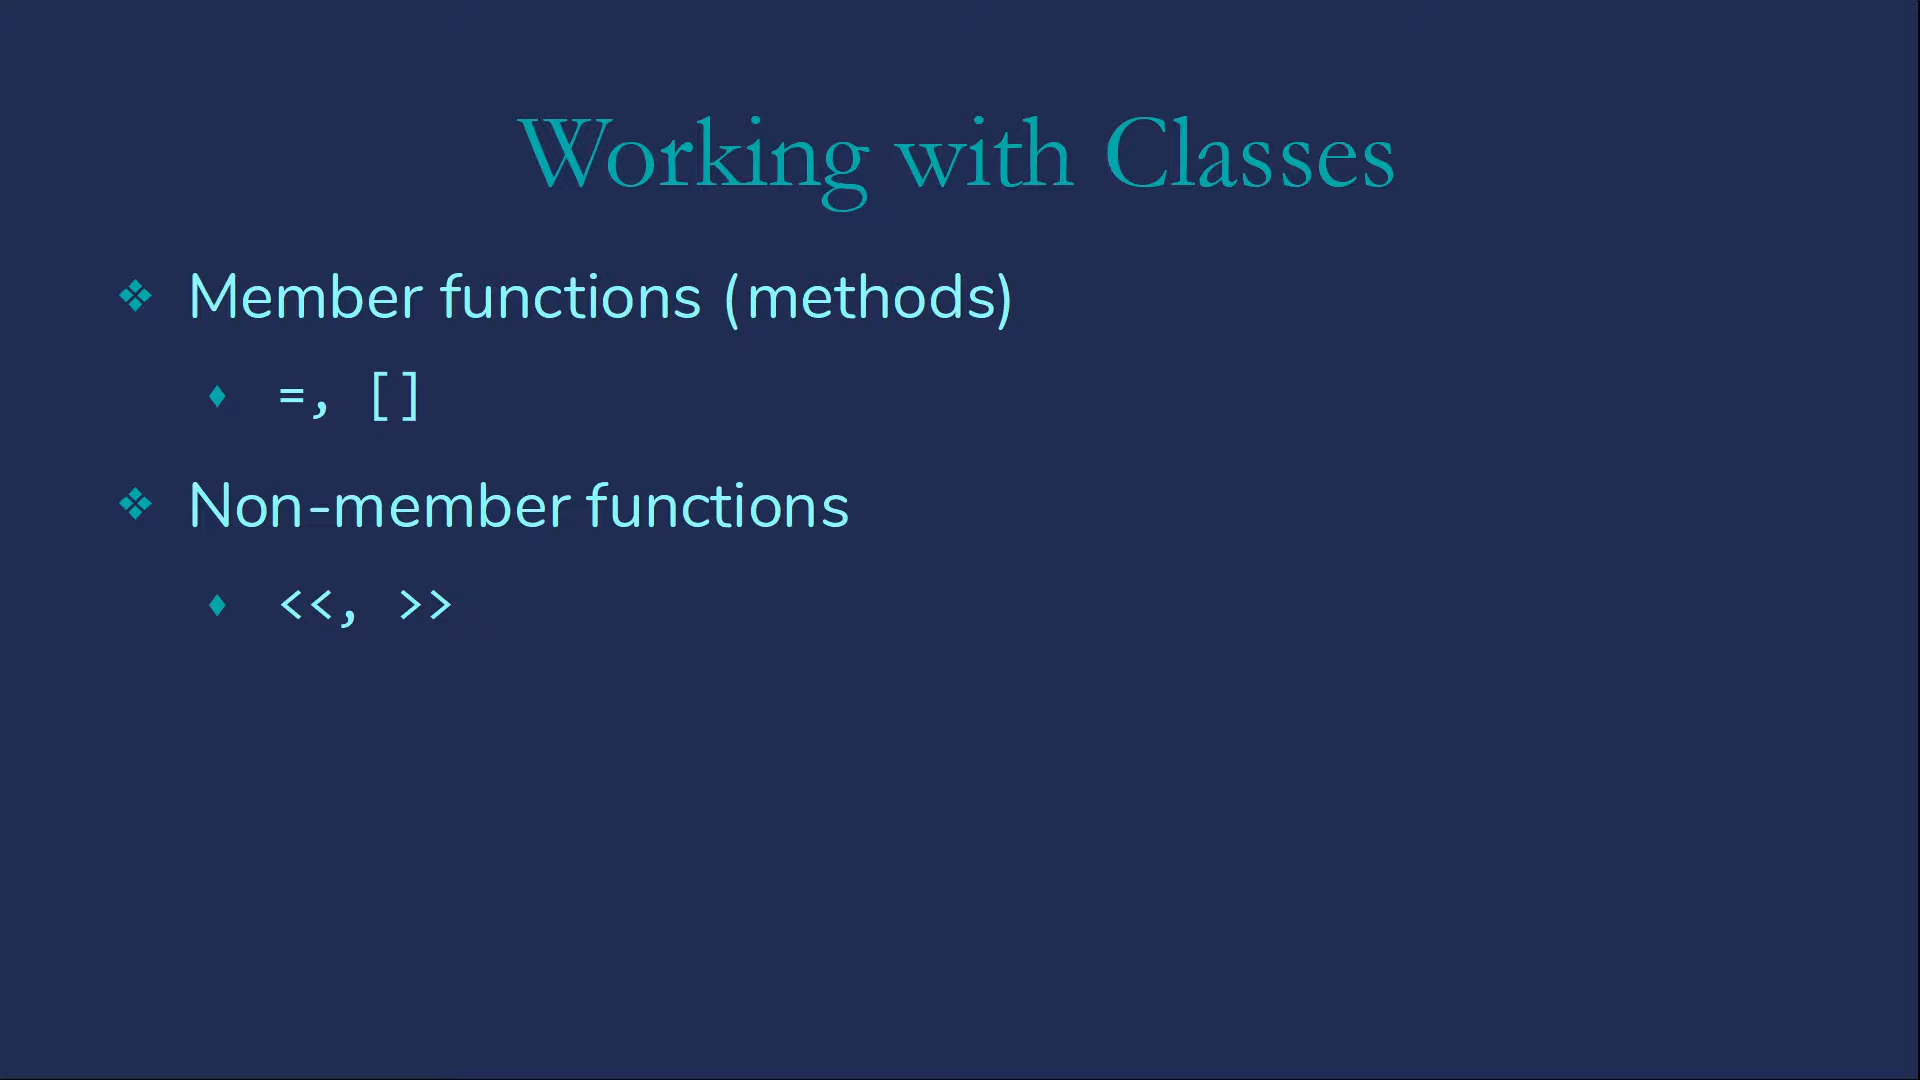 Working with Classes
❖ Member functions (methods)
♦ =, []
❖ Non-member functions
♦ <<, >>